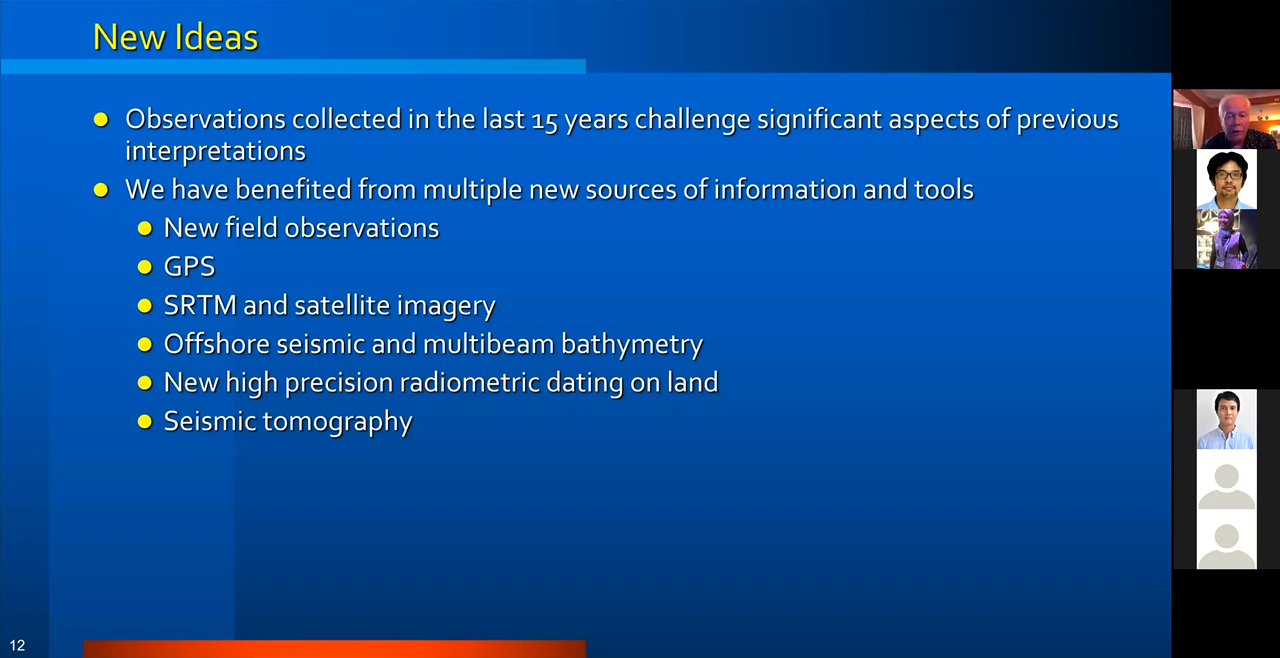 New Ideas
Observations collected in the last 15 years challenge significant aspects of previous
interpretations
We have benefited from multiple new sources of information and tools
New field observations
GPS
SRTM and satellite imagery
Offshore seismic and multibeam bathymetry
New high precision radiometric dating on land
Seismic tomography
12